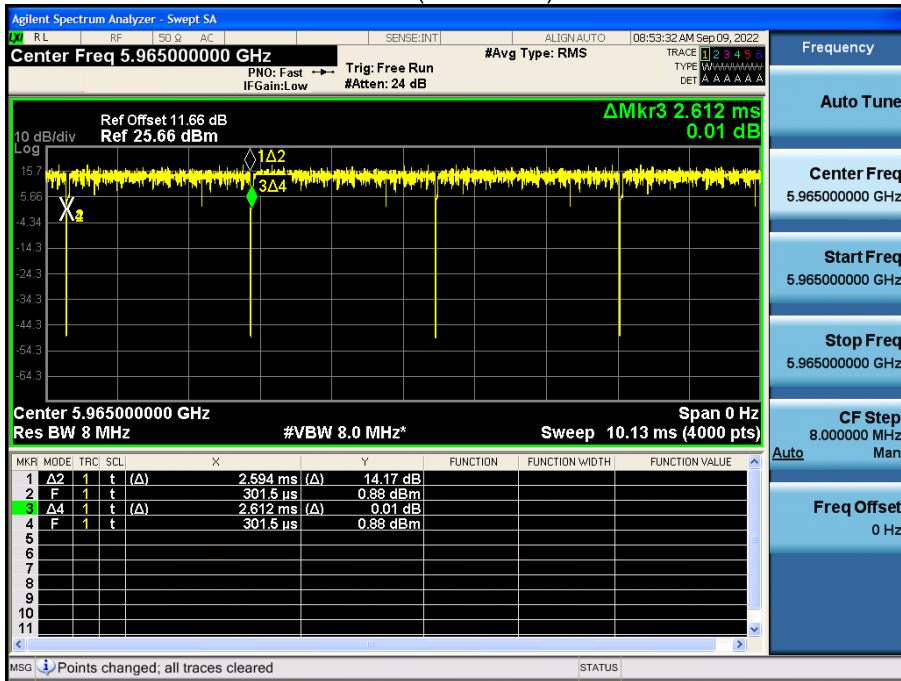 Agilent Spectrum Analyzer - Swept SA
LXI RL RF 50 Ω AC SENSE:INT ALIGN AUTO 08:53:32 AM Sep 09, 2022
Center Freq 5.965000000 GHz #Avg Type: RMS TRACE 1 2 3 4 5 6
PNO: Fast Trig: Free Run TYPE WWWWWW
IFGain:Low #Atten: 24 dB DET A A A A A A
Ref Offset 11.66 dB ΔMkr3 2.612 ms
10 dB/div Ref 25.66 dBm 0.01 dB
Log
1Δ2
15.7
3Δ4
5.66
-4.34
-14.3
-24.3
-34.3
-44.3
-54.3
-64.3
Center 5.965000000 GHz Span 0 Hz
Res BW 8 MHz #VBW 8.0 MHz* Sweep 10.13 ms (4000 pts)
MKR MODE TRC SCL X Y FUNCTION FUNCTION WIDTH FUNCTION VALUE
1 Δ2 1 t (Δ) 2.594 ms (Δ) 14.17 dB
2 F 1 t 301.5 µs 0.88 dBm
3 Δ4 1 t (Δ) 2.612 ms (Δ) 0.01 dB
4 F 1 t 301.5 µs 0.88 dBm
5
6
7
8
9
10
11
MSG Points changed; all traces cleared STATUS
Frequency
Auto Tune
Center Freq
5.965000000 GHz
Start Freq
5.965000000 GHz
Stop Freq
5.965000000 GHz
CF Step
8.000000 MHz
Auto Man
Freq Offset
0 Hz